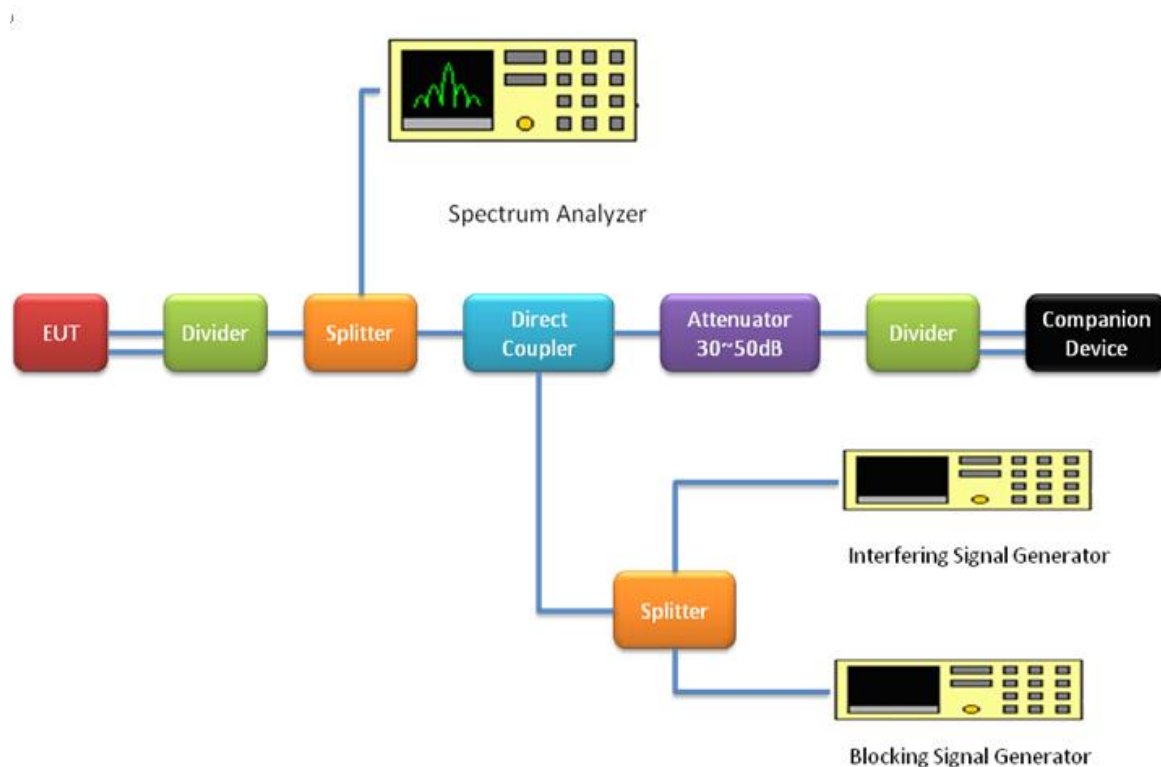 Spectrum Analyzer
EUT
Divider
Splitter
Direct
Coupler
Attenuator
30~50dB
Divider
Companion
Device
Interfering Signal Generator
Splitter
Blocking Signal Generator